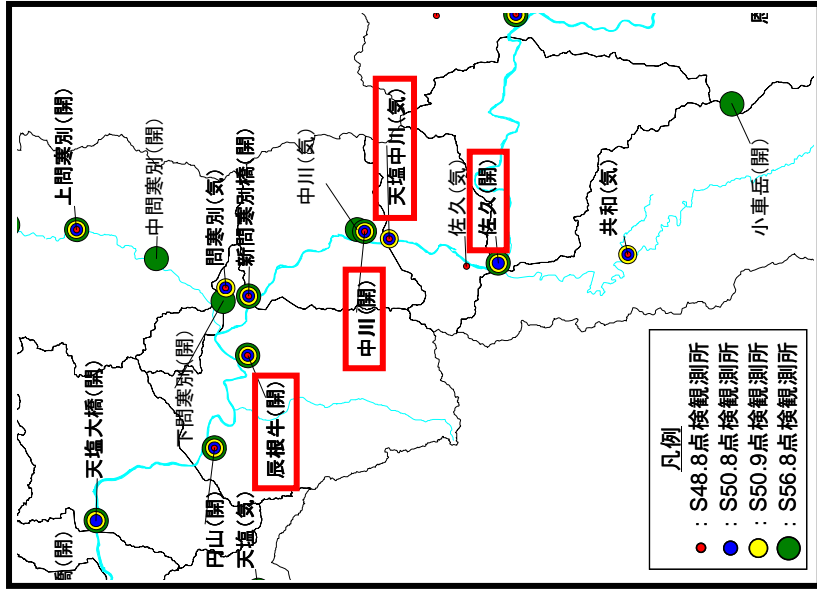 上問寒別(開)
中問寒別(開)
問寒別(気)
新問寒別橋(開)
中川(気)
天塩中川(気)
佐久(気)
佐久(開)
共和(気)
小車岳(開)
天塩大橋(開)
下問寒別(開)
中川(開)
辰根牛(開)
円山(開)
天塩(気)
(開)
凡例
: S48.8点検観測所
: S50.8点検観測所
: S50.9点検観測所
: S56.8点検観測所